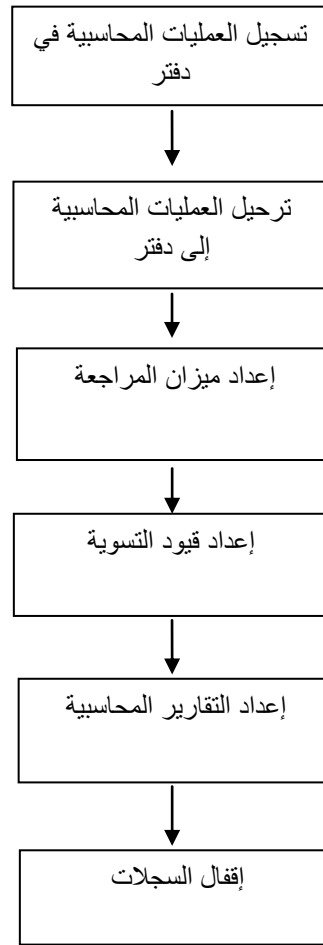 تسجيل العمليات المحاسبية في
دفتر
ترحيل العمليات المحاسبية
إلى دفتر
إعداد ميزان المراجعة
إعداد قيود التسوية
إعداد التقارير المحاسبية
إقفال السجلات